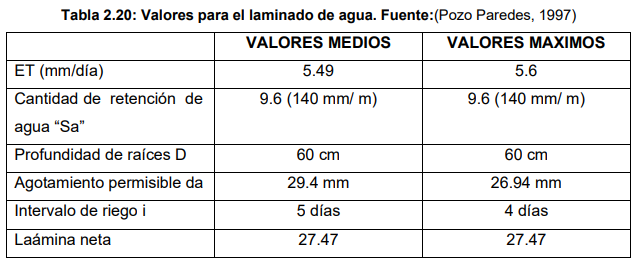 Tabla 2.20: Valores para el laminado de agua. Fuente:(Pozo Paredes, 1997)
VALORES MEDIOS VALORES MAXIMOS
ET (mm/día) 5.49 5.6
Cantidad de retención de 9.6 (140 mm/ m) 9.6 (140 mm/ m)
agua “Sa”
Profundidad de raíces D 60 cm 60 cm
Agotamiento permisible da 29.4 mm 26.94 mm
Intervalo de riego i 5 días 4 días
Laámina neta 27.47 27.47